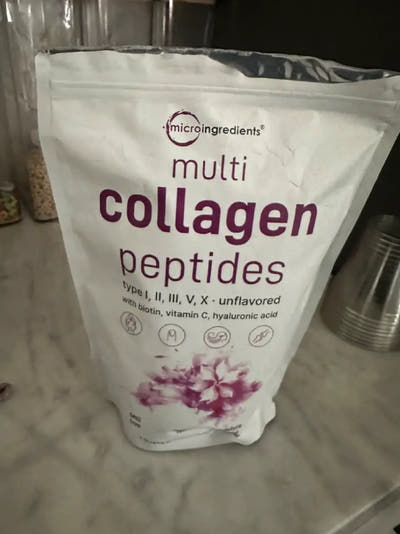 microingredients®
multi
collagen
peptides
type I, II, III, V, X · unflavored
with biotin, vitamin C, hyaluronic acid